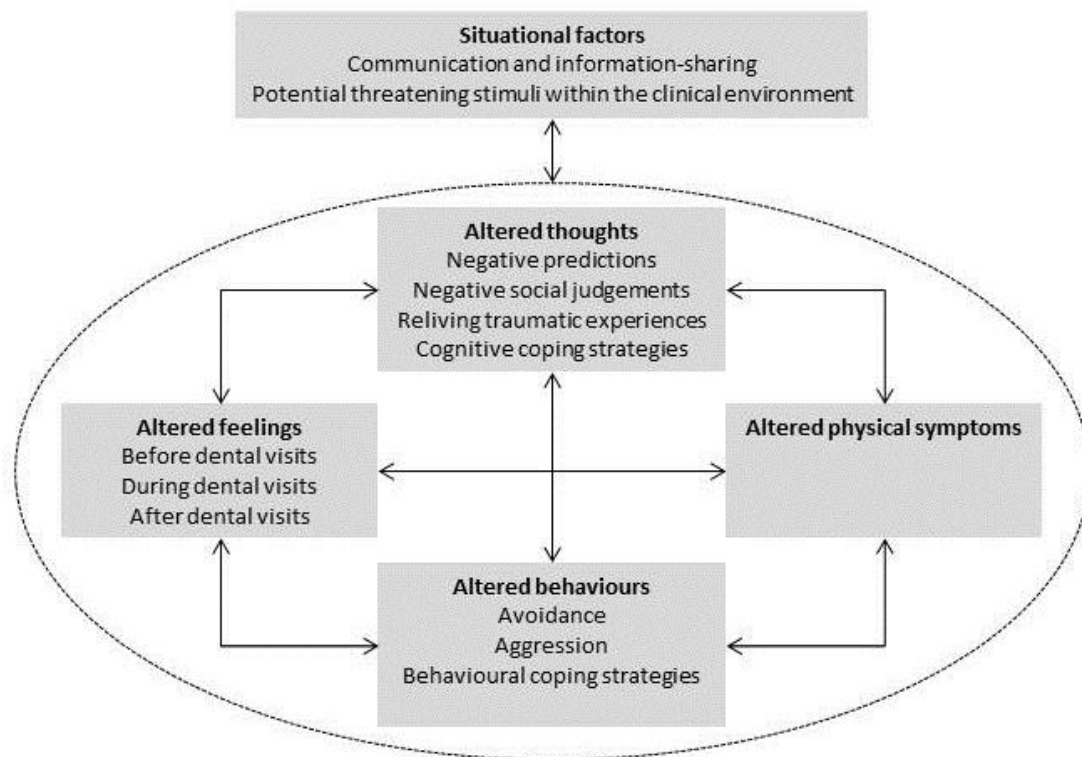 Situational factors
Communication and information-sharing
Potential threatening stimuli within the clinical environment
Altered thoughts
Negative predictions
Negative social judgements
Reliving traumatic experiences
Cognitive coping strategies
Altered feelings
Before dental visits
During dental visits
After dental visits
Altered physical symptoms
Altered behaviours
Avoidance
Aggression
Behavioural coping strategies